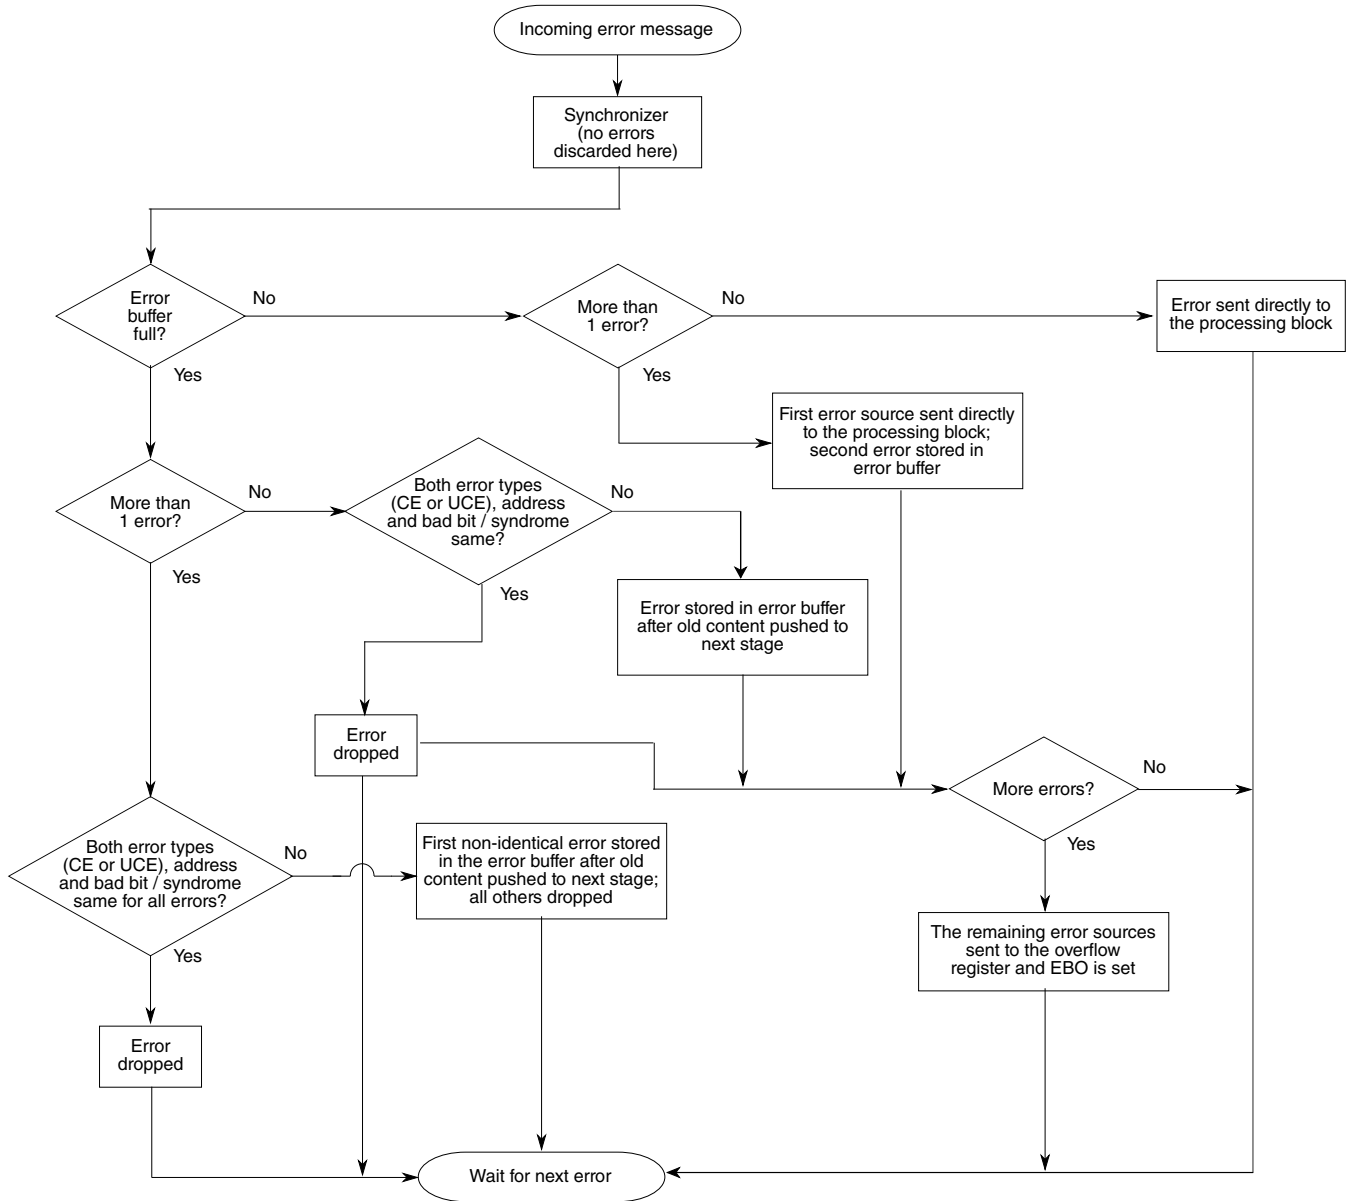 Incoming error message
Synchronizer
(no errors
discarded here)
Error
buffer
full?
No
Yes
More than
1 error?
No
Yes
Error sent directly to
the processing block
First error source sent directly
to the processing block;
second error stored in
error buffer
More than
1 error?
No
Yes
Both error types
(CE or UCE), address
and bad bit / syndrome
same?
No
Yes
Error stored in error buffer
after old content pushed to
next stage
Error
dropped
More errors?
No
Yes
Both error types
(CE or UCE), address
and bad bit / syndrome
same for all errors?
No
Yes
First non-identical error stored
in the error buffer after old
content pushed to next stage;
all others dropped
The remaining error sources
sent to the overflow
register and EBO is set
Error
dropped
Wait for next error